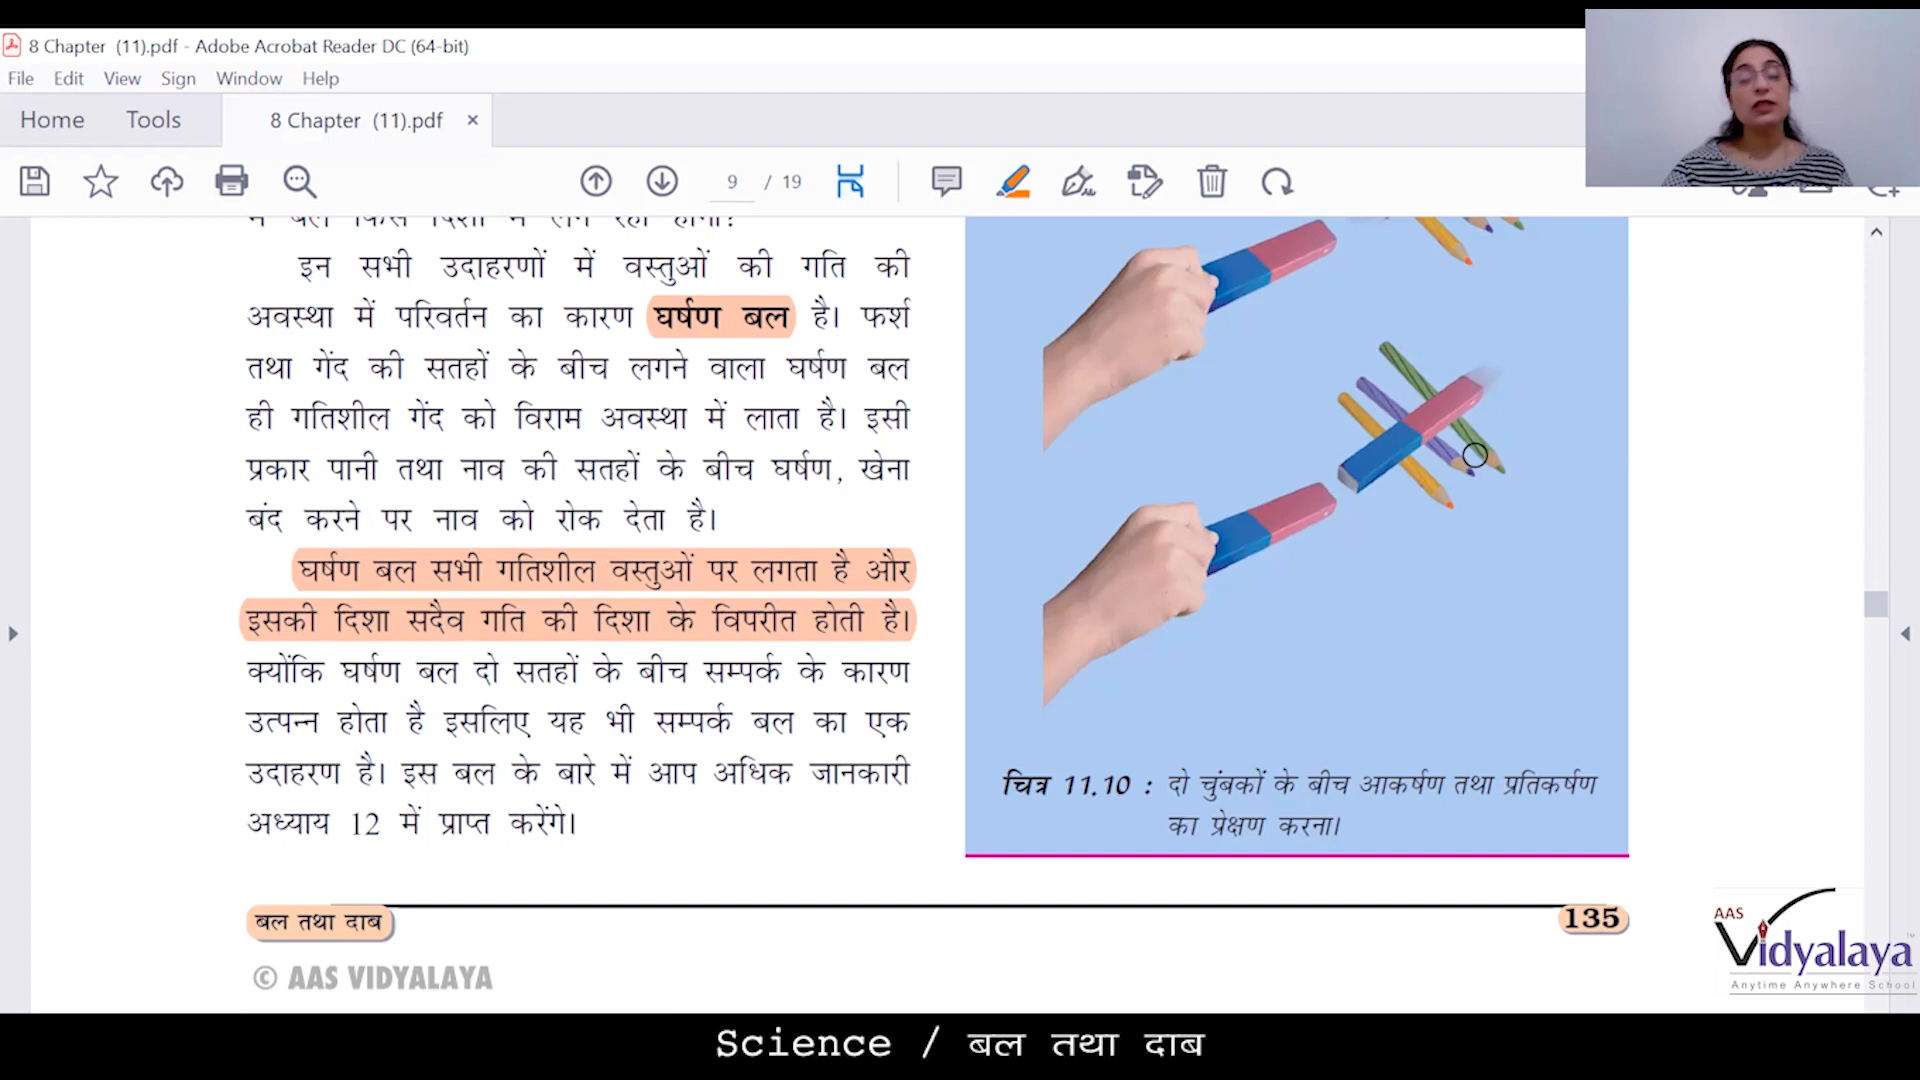 8 Chapter (11).pdf - Adobe Acrobat Reader DC (64-bit)
File Edit View Sign Window Help
Home Tools 8 Chapter (11).pdf ×
9 / 19
में बल किस दिशा में लग रहा होगा?
इन सभी उदाहरणों में वस्तुओं की गति की
अवस्था में परिवर्तन का कारण घर्षण बल है। फर्श
तथा गेंद की सतहों के बीच लगने वाला घर्षण बल
ही गतिशील गेंद को विराम अवस्था में लाता है। इसी
प्रकार पानी तथा नाव की सतहों के बीच घर्षण, खेना
बंद करने पर नाव को रोक देता है।
घर्षण बल सभी गतिशील वस्तुओं पर लगता है और
इसकी दिशा सदैव गति की दिशा के विपरीत होती है।
क्योंकि घर्षण बल दो सतहों के बीच सम्पर्क के कारण
उत्पन्न होता है इसलिए यह भी सम्पर्क बल का एक
उदाहरण है। इस बल के बारे में आप अधिक जानकारी
अध्याय 12 में प्राप्त करेंगे।
चित्र 11.10 : दो चुंबकों के बीच आकर्षण तथा प्रतिकर्षण
का प्रेक्षण करना।
बल तथा दाब
135
© AAS VIDYALAYA
AAS
Vidyalaya
Anytime Anywhere School
Science / बल तथा दाब